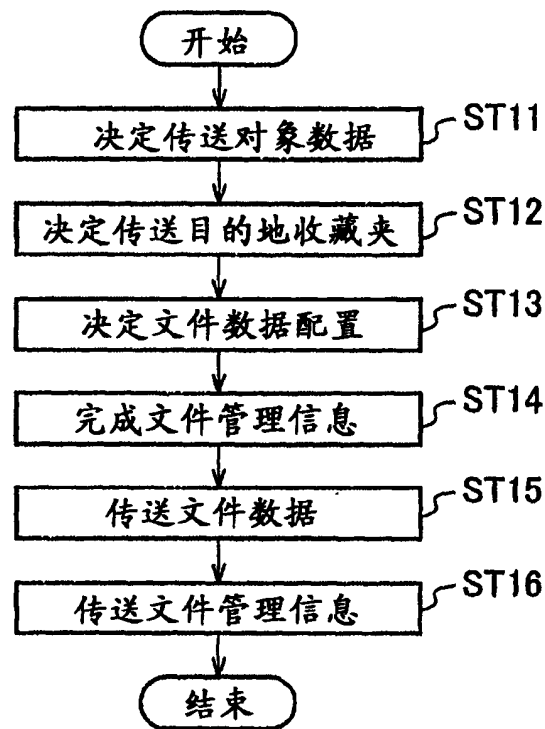 开始
决定传送对象数据
ST11
决定传送目的地收藏夹
ST12
决定文件数据配置
ST13
完成文件管理信息
ST14
传送文件数据
ST15
传送文件管理信息
ST16
结束